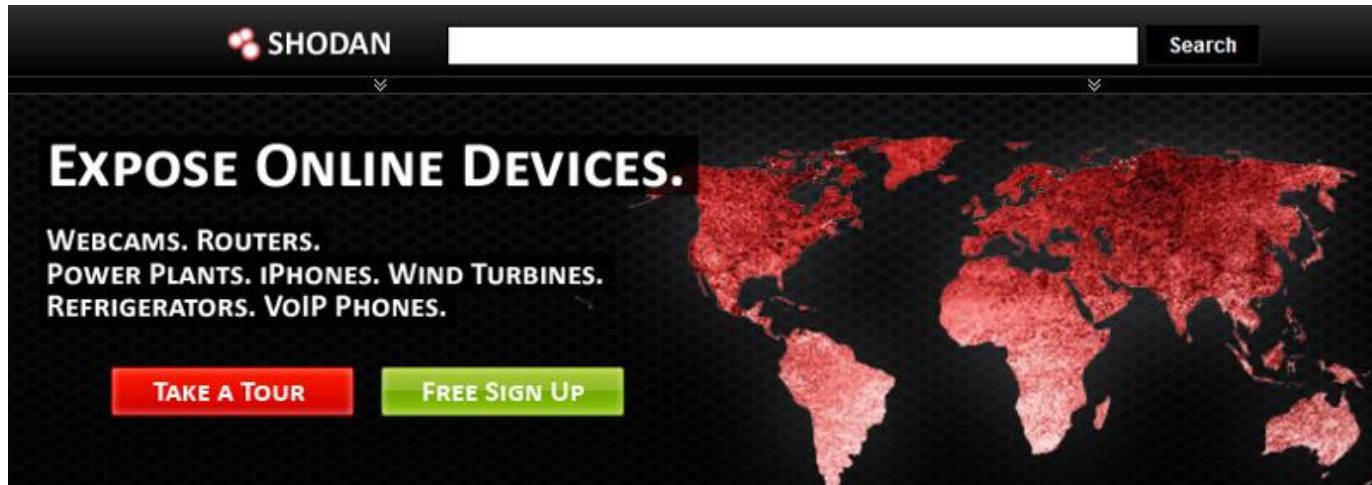 SHODAN
Search
EXPOSE ONLINE DEVICES.
WEBCAMS. ROUTERS.
POWER PLANTS. IPHONES. WIND TURBINES.
REFRIGERATORS. VOIP PHONES.
TAKE A TOUR
FREE SIGN UP